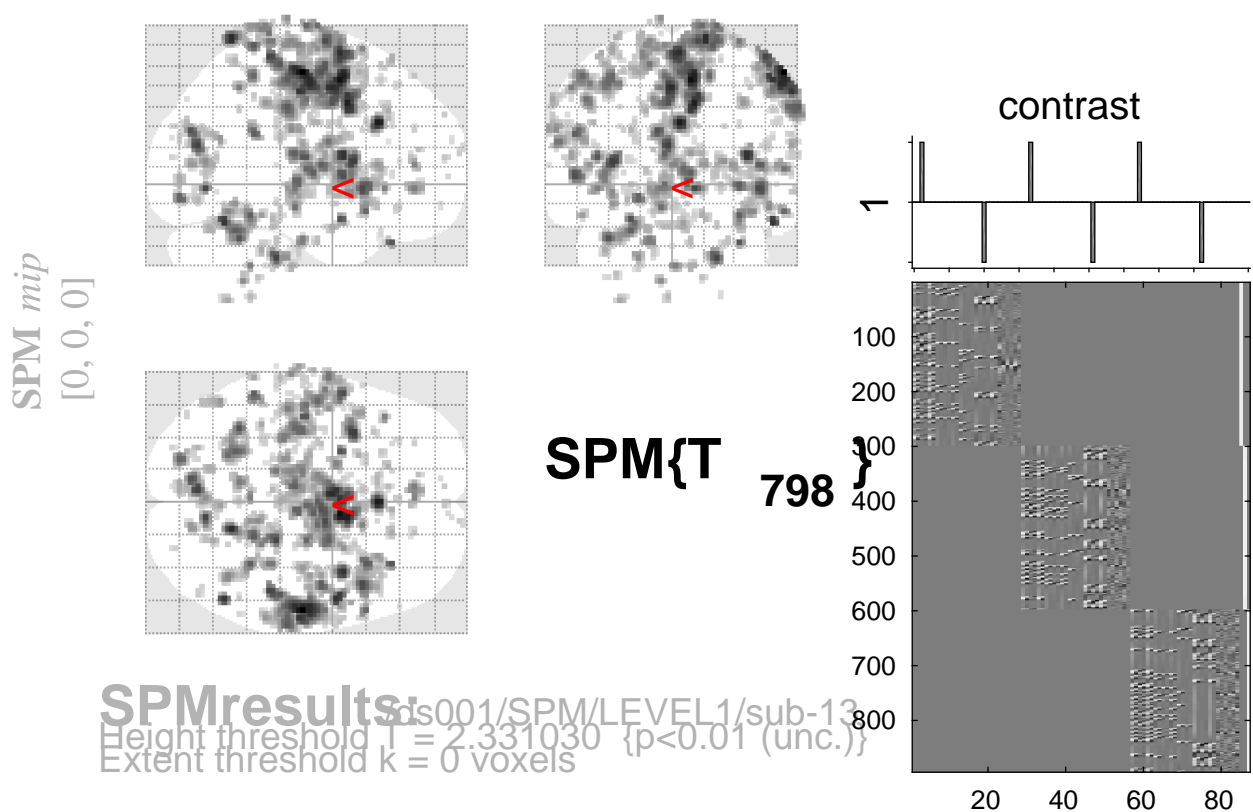 SPM mip
[0, 0, 0]
<
<
<
SPM{T
798
}
contrast
1
100
200
300
400
500
600
700
800
20
40
60
80
SPMresults:
/ds001/SPM/LEVEL1/sub-13
Height threshold T = 2.331030 {p<0.01 (unc.)}
Extent threshold k = 0 voxels